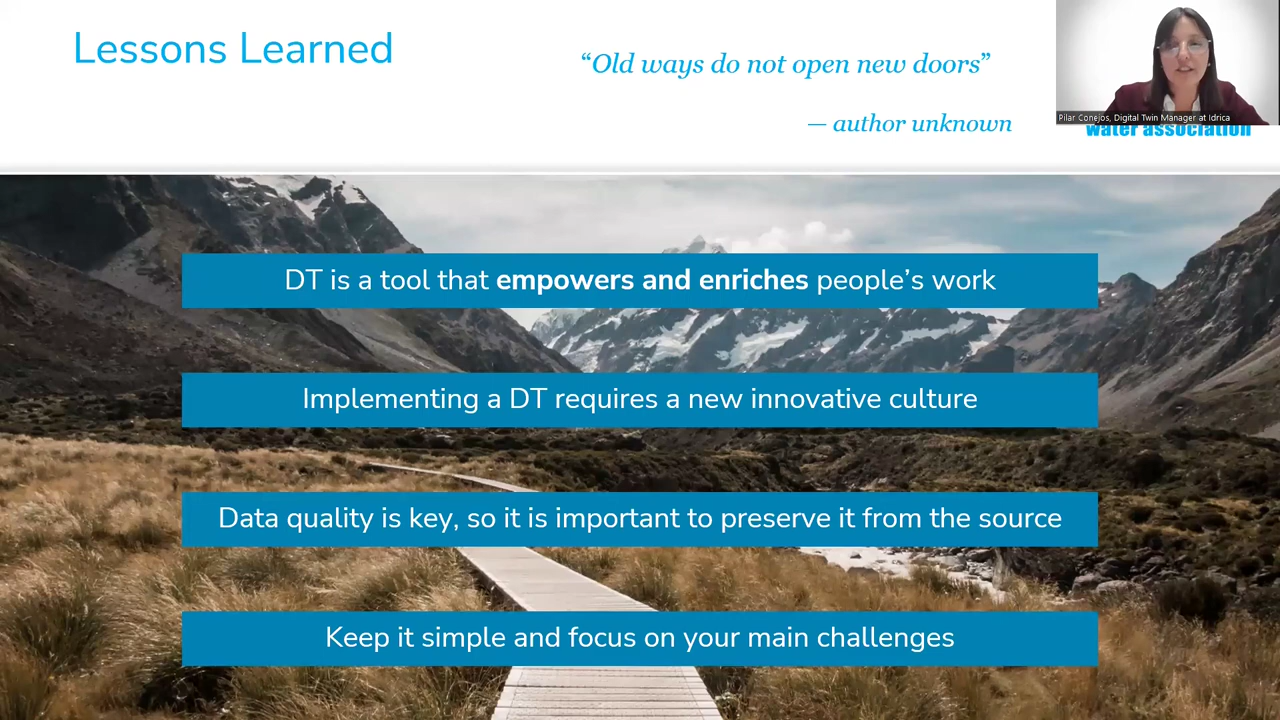 Lessons Learned
“Old ways do not open new doors”
— author unknown
Pilar Conejos, Digital Twin Manager at Idrica
water association
DT is a tool that empowers and enriches people’s work
Implementing a DT requires a new innovative culture
Data quality is key, so it is important to preserve it from the source
Keep it simple and focus on your main challenges